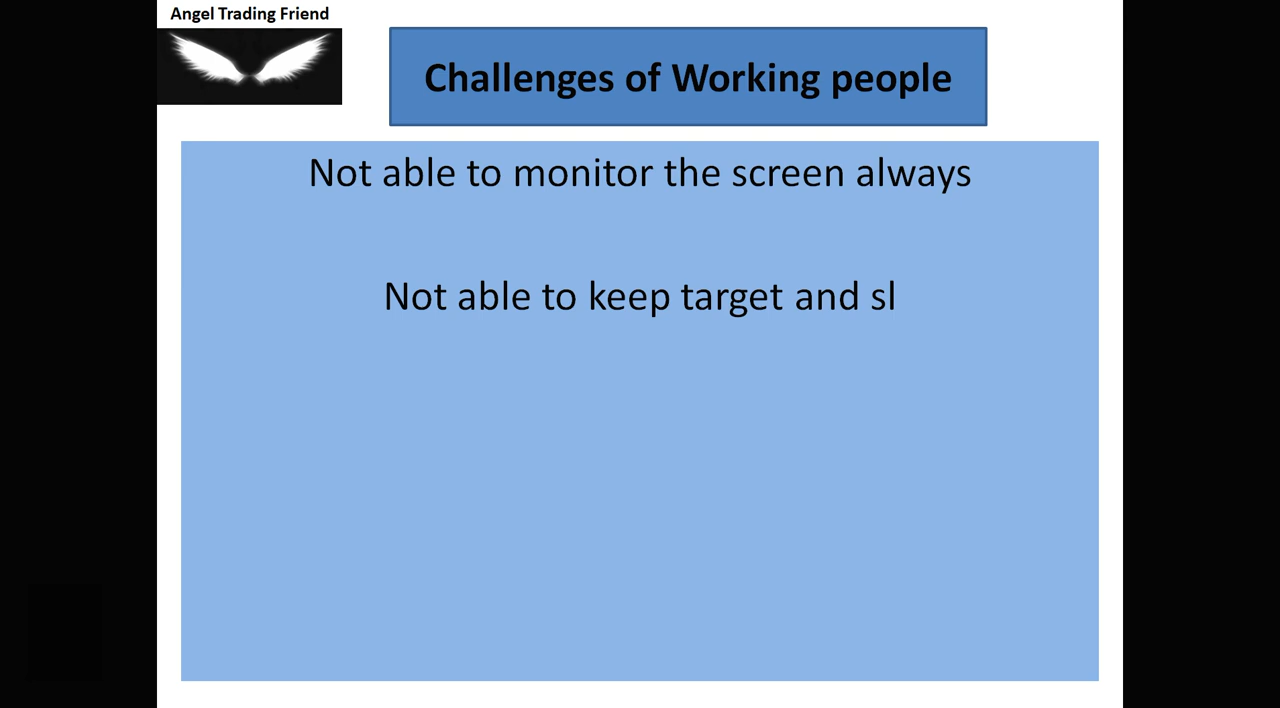 Angel Trading Friend
Challenges of Working people
Not able to monitor the screen always
Not able to keep target and sl